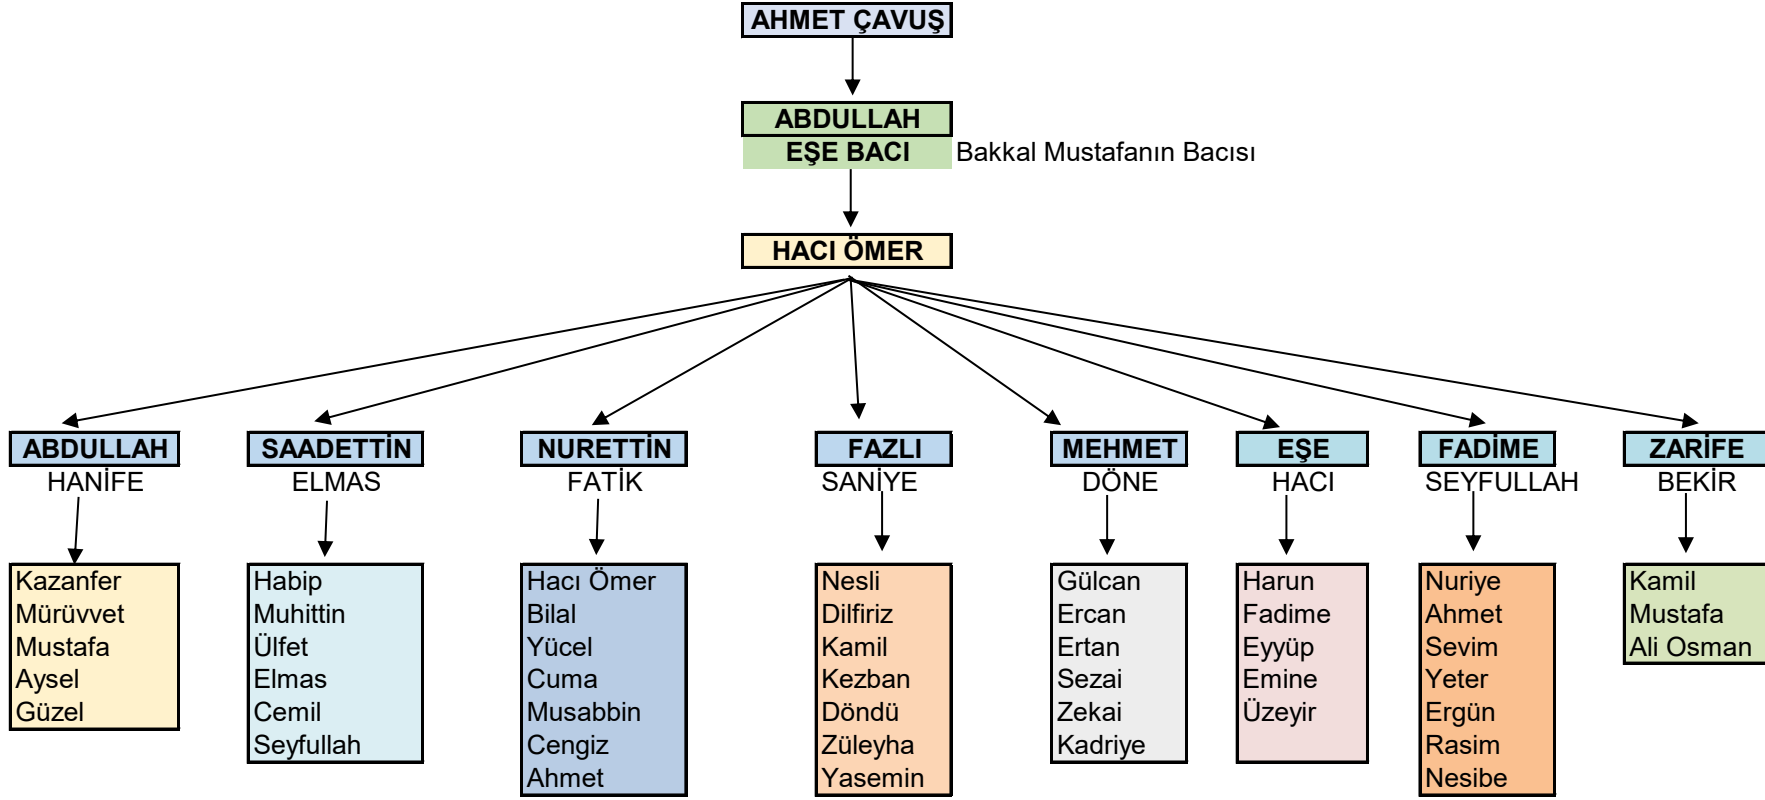 AHMET ÇAVUŞ
ABDULLAH
EŞE BACI Bakkal Mustafanın Bacısı
HACI ÖMER
ABDULLAH
HANİFE
Kazanfer
Mürüvvet
Mustafa
Aysel
Güzel
SAADETTİN
ELMAS
Habip
Muhittin
Ülfet
Elmas
Cemil
Seyfullah
NURETTİN
FATİK
Hacı Ömer
Bilal
Yücel
Cuma
Musabbin
Cengiz
Ahmet
FAZLI
SANİYE
Nesli
Dilfiriz
Kamil
Kezban
Döndü
Züleyha
Yasemin
MEHMET
DÖNE
Gülcan
Ercan
Ertan
Sezai
Zekai
Kadriye
EŞE
HACI
Harun
Fadime
Eyyüp
Emine
Üzeyir
FADİME
SEYFULLAH
Nuriye
Ahmet
Sevim
Yeter
Ergün
Rasim
Nesibe
ZARİFE
BEKİR
Kamil
Mustafa
Ali Osman